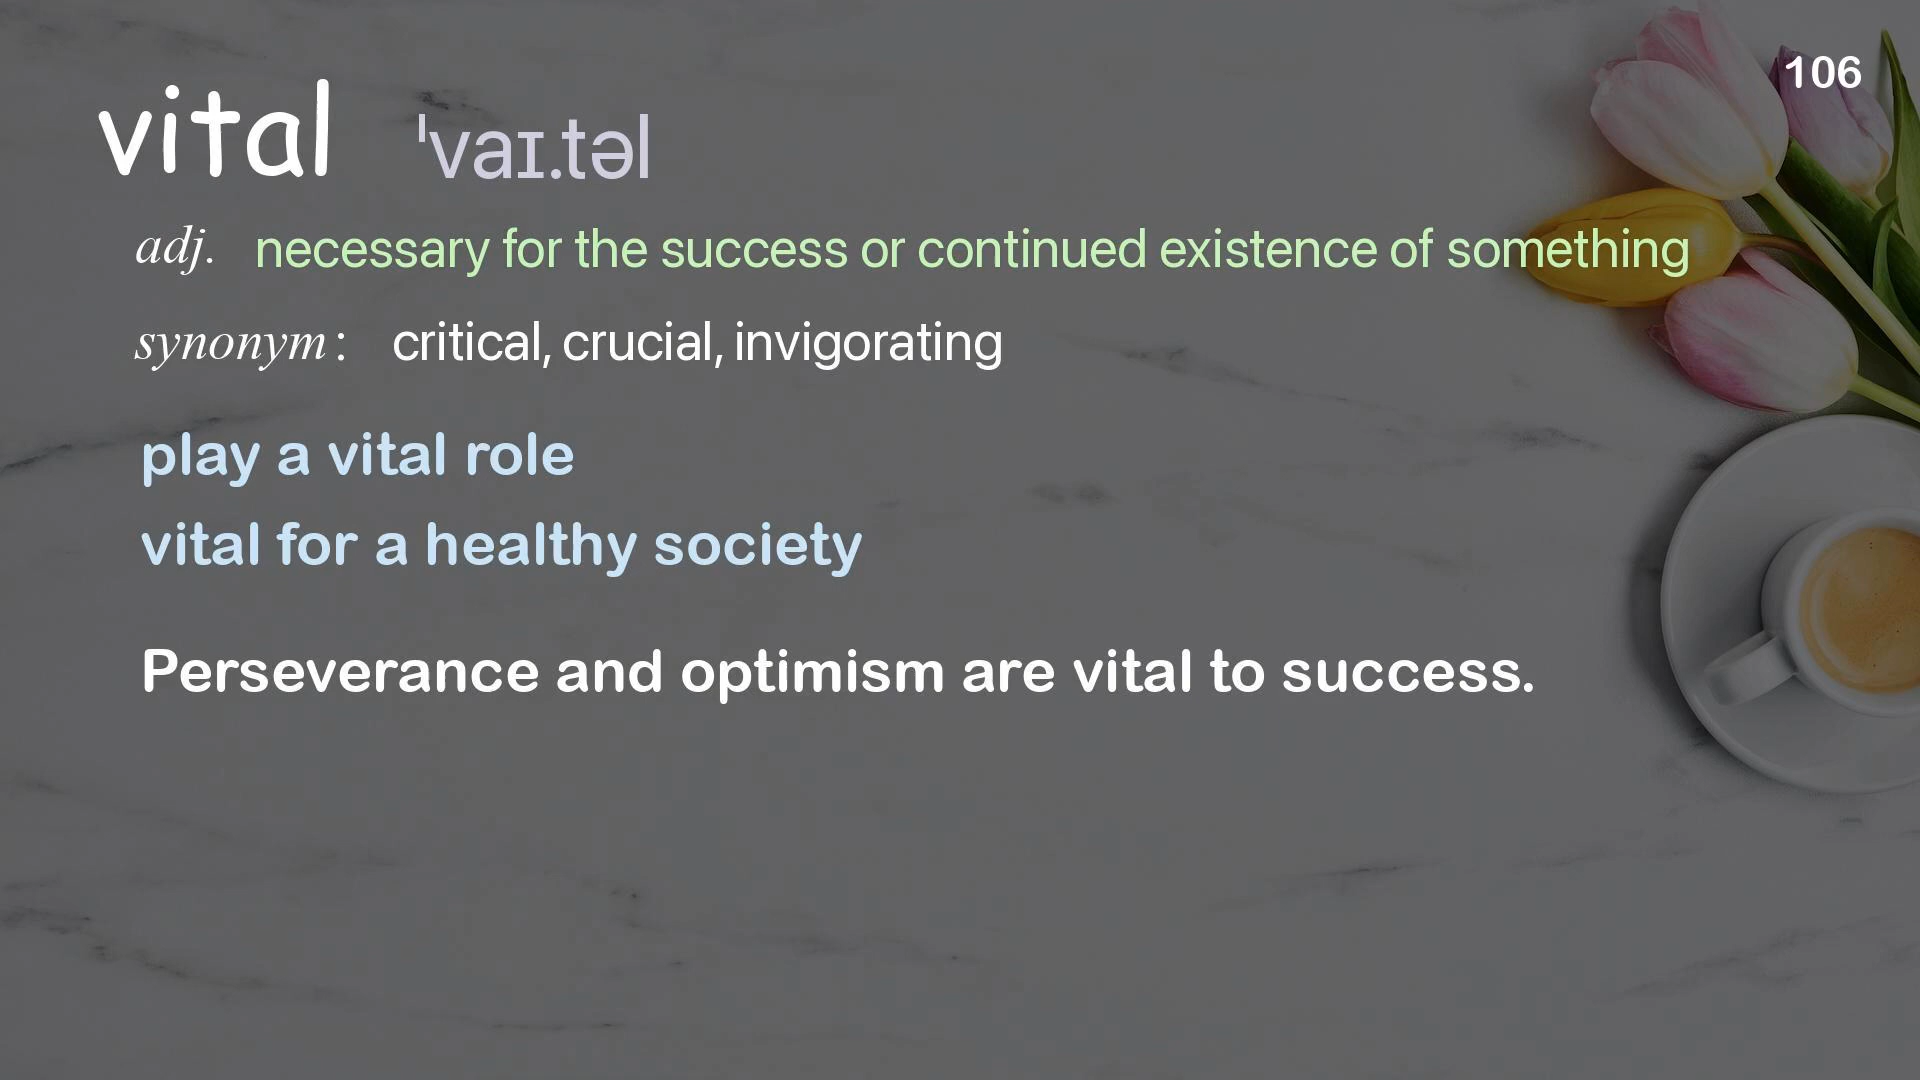 106
vital ˈvaɪ.təl
adj. necessary for the success or continued existence of something
synonym: critical, crucial, invigorating
play a vital role
vital for a healthy society
Perseverance and optimism are vital to success.